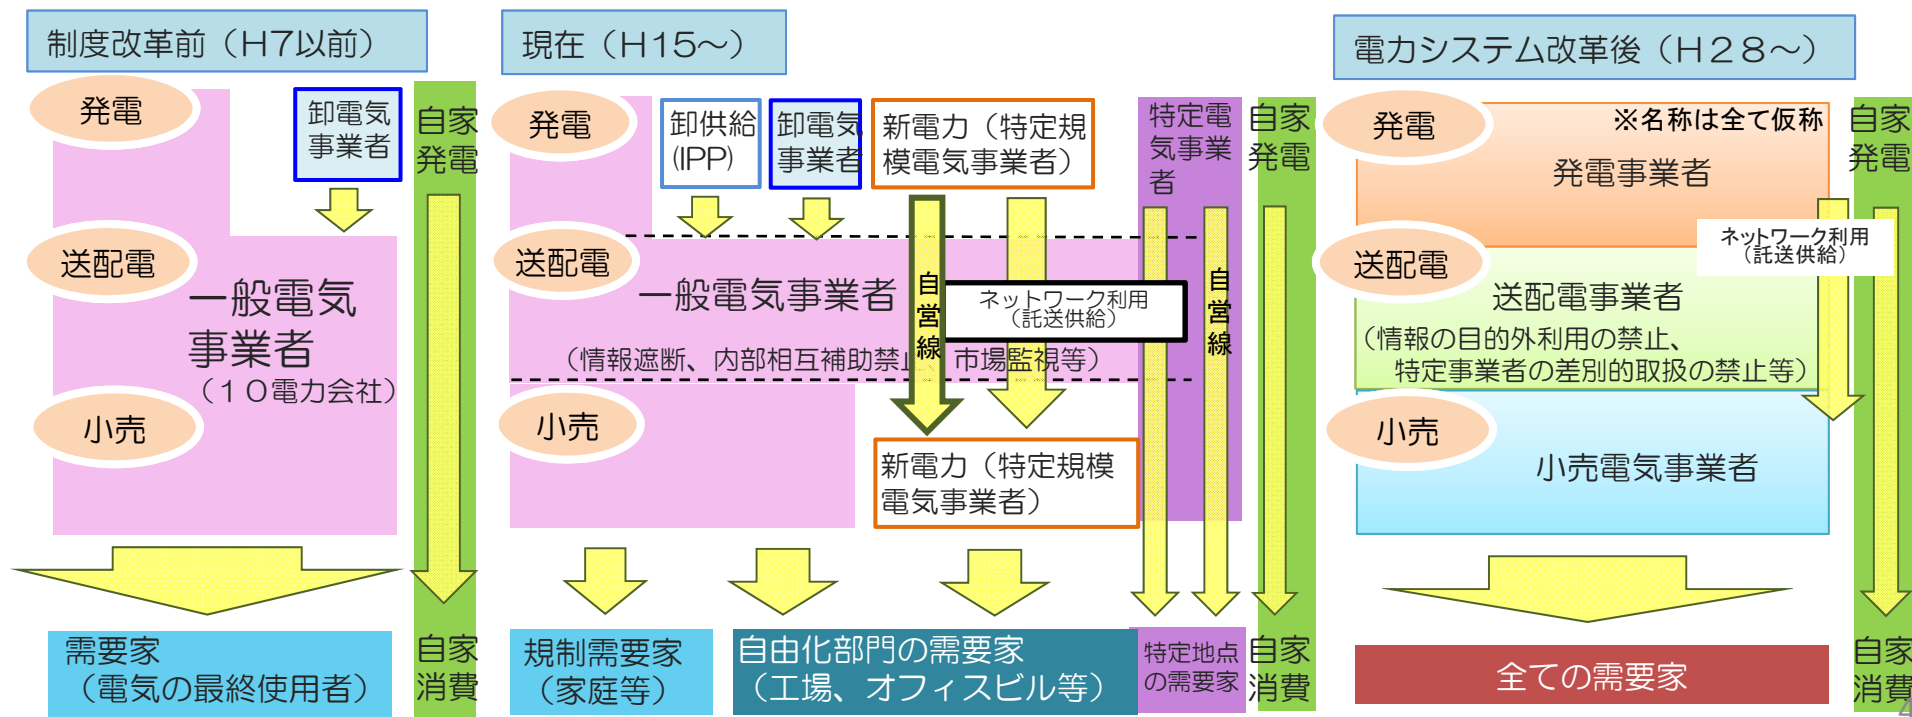 制度改革前（H7以前）
発電
卸電気
事業者
自家
発電
送配電
一般電気
事業者
（１０電力会社）
小売
需要家
（電気の最終使用者）
自家
消費
現在（H15～）
発電
卸供給
(IPP)
卸電気
事業者
新電力（特定規
模電気事業者）
特定電
気事業
者
自家
発電
送配電
一般電気事業者
自営線
ネットワーク利用
（託送供給）
自営線
（情報遮断、内部相互補助禁止、市場監視等）
小売
新電力（特定規模
電気事業者）
規制需要家
（家庭等）
自由化部門の需要家
（工場、オフィスビル等）
特定地点
の需要家
自家
消費
電力システム改革後（H２８～）
発電
※名称は全て仮称
発電事業者
自家
発電
ネットワーク利用
（託送供給）
送配電
送配電事業者
（情報の目的外利用の禁止、
特定事業者の差別的取扱の禁止等）
小売
小売電気事業者
全ての需要家
自家
消費
4